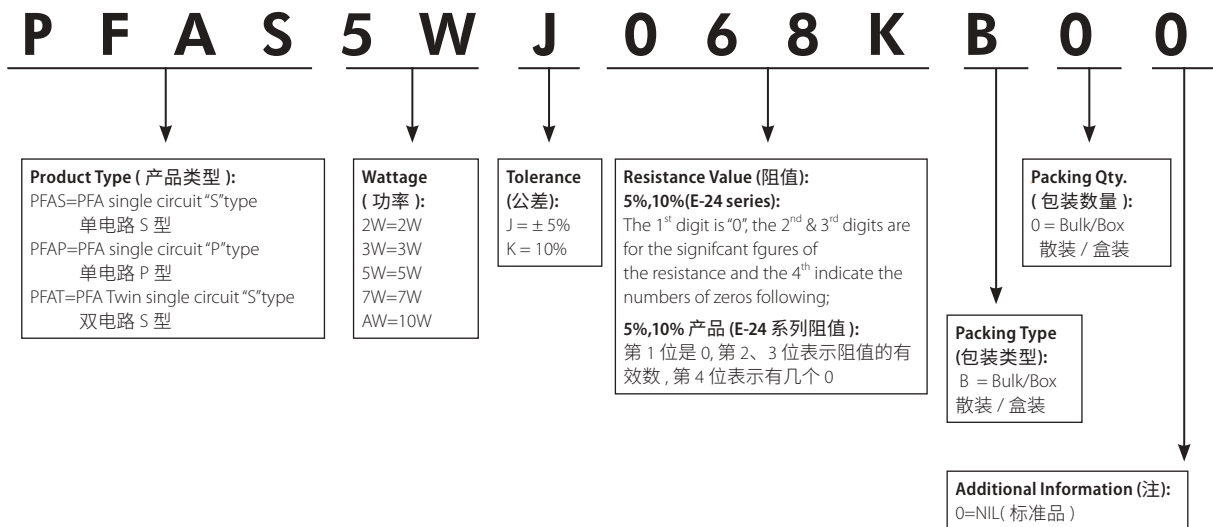 PFAS5WJ068KB00
Product Type ( 产品类型 ):
PFAS=PFA single circuit “S”type
单电路 S 型
PFAP=PFA single circuit “P”type
单电路 P 型
PFAT=PFA Twin single circuit “S”type
双电路 S 型
Wattage
( 功率 ):
2W=2W
3W=3W
5W=5W
7W=7W
AW=10W
Tolerance
(公差):
J = ± 5%
K = 10%
Resistance Value (阻值):
5%,10%(E-24 series):
The 1st digit is “0”, the 2nd & 3rd digits are
for the signifcant fgures of
the resistance and the 4th indicate the
numbers of zeros following;
5%,10% 产品 (E-24 系列阻值 ):
第 1 位是 0, 第 2、3 位表示阻值的有
效数 , 第 4 位表示有几个 0
Packing Type
(包装类型):
B = Bulk/Box
散装 / 盒装
Packing Qty.
( 包装数量 ):
0 = Bulk/Box
散装 / 盒装
Additional Information (注):
0=NIL( 标准品 )